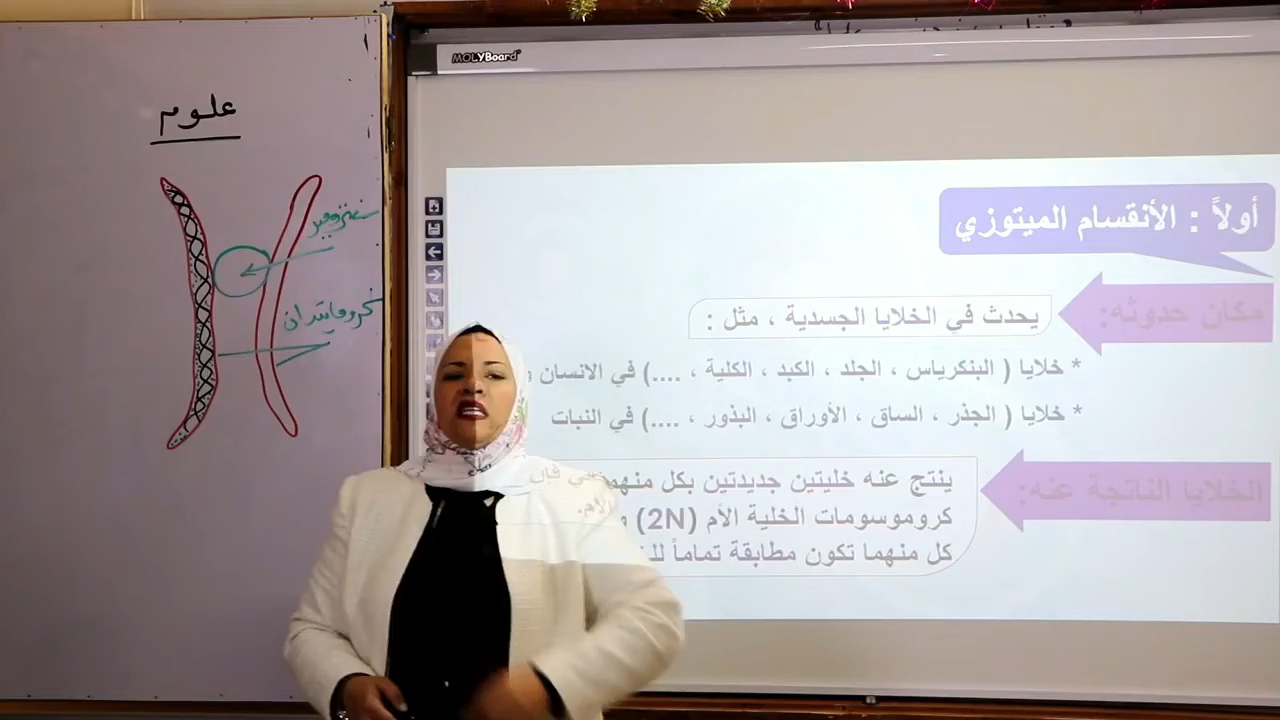 علوم
سنترومير
كروماتيدان
MOLYBoard
أولاً : الأنقسام الميتوزي
مكان حدوثه:
يحدث في الخلايا الجسدية ، مثل :
* خلايا ( البنكرياس ، الجلد ، الكبد ، الكلية ، ....) في الانسان و
* خلايا ( الجذر ، الساق ، الأوراق ، البذور ، ....) في النبات
الخلايا الناتجة عنه:
ينتج عنه خليتين جديدتين بكل منهم
كروموسومات الخلية الأم (2N) و
كل منهما تكون مطابقة تماماً لل